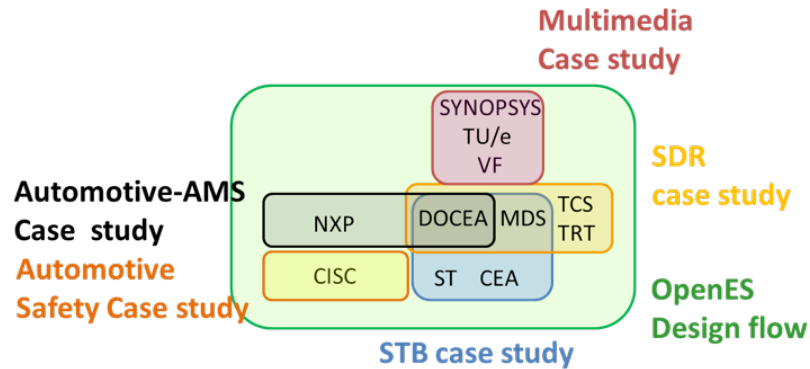 Multimedia
Case study
SYNOPSYS
TU/e
VF
SDR
case study
Automotive-AMS
Case study
NXP
DOCEA
MDS
TCS
TRT
Automotive
Safety Case study
CISC
ST CEA
OpenES
Design flow
STB case study